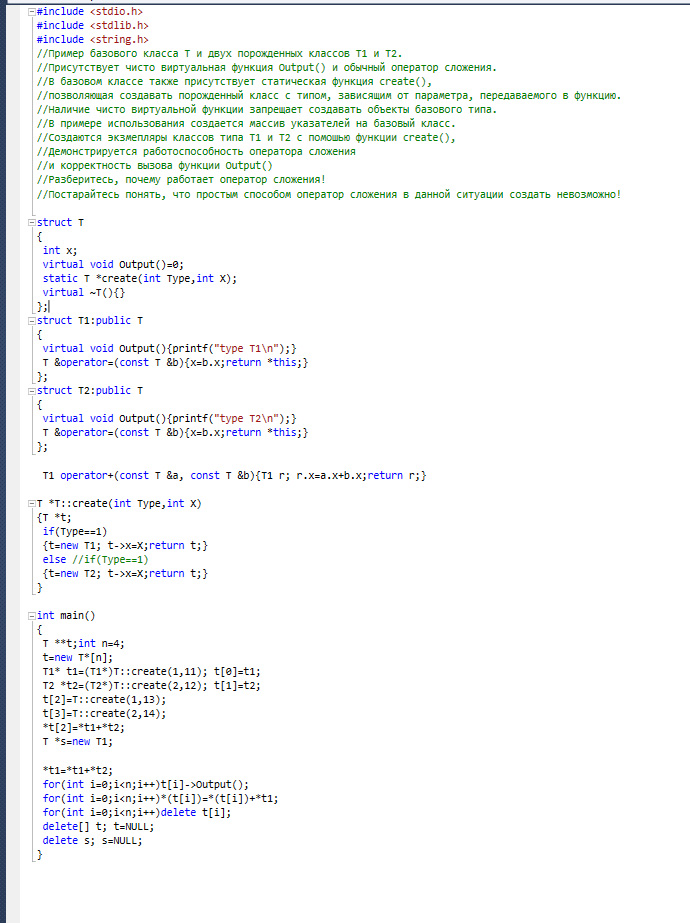 #include <stdio.h>
#include <stdlib.h>
#include <string.h>
//Пример базового класса T и двух порожденных классов T1 и T2.
//Присутствует чисто виртуальная функция Output() и обычный оператор сложения.
//В базовом классе также присутствует статическая функция create(),
//позволяющая создавать порожденный класс с типом, зависящим от параметра, передаваемого в функцию.
//Наличие чисто виртуальной функции запрещает создавать объекты базового типа.
//В примере использования создается массив указателей на базовый класс.
//Создаются экзмепляры классов типа T1 и T2 с помошью функции create(),
//Демонстрируется работоспособность оператора сложения
//и корректность вызова функции Output()
//Разберитесь, почему работает оператор сложения!
//Постарайтесь понять, что простым способом оператор сложения в данной ситуации создать невозможно!
struct T
{
int x;
virtual void Output()=0;
static T *create(int Type,int X);
virtual ~T(){}
};
struct T1:public T
{
virtual void Output(){printf("type T1\n");}
T &operator=(const T &b){x=b.x;return *this;}
};
struct T2:public T
{
virtual void Output(){printf("type T2\n");}
T &operator=(const T &b){x=b.x;return *this;}
};
T1 operator+(const T &a, const T &b){T1 r; r.x=a.x+b.x;return r;}
T *T::create(int Type,int X)
{T *t;
if(Type==1)
{t=new T1; t->x=X;return t;}
else //if(Type==1)
{t=new T2; t->x=X;return t;}
}
int main()
{
T **t;int n=4;
t=new T*[n];
T1* t1=(T1*)T::create(1,11); t[0]=t1;
T2 *t2=(T2*)T::create(2,12); t[1]=t2;
t[2]=T::create(1,13);
t[3]=T::create(2,14);
*t[2]=*t1+*t2;
T *s=new T1;
*t1=*t1+*t2;
for(int i=0;i<n;i++)t[i]->Output();
for(int i=0;i<n;i++)*(t[i])=*(t[i])+*t1;
for(int i=0;i<n;i++)delete t[i];
delete[] t; t=NULL;
delete s; s=NULL;
}